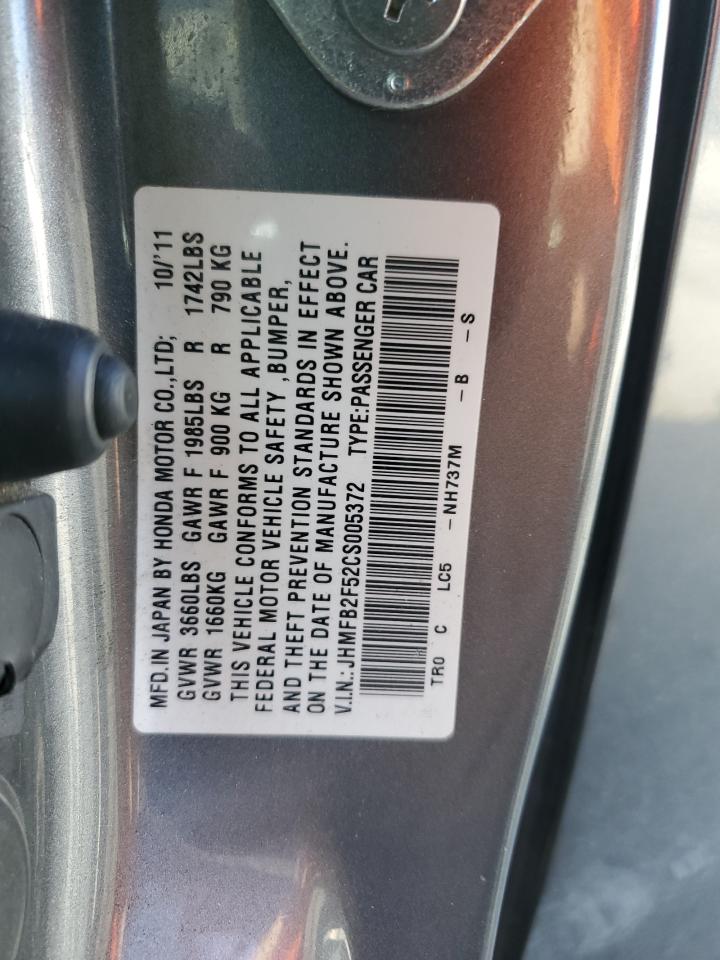 MFD.IN JAPAN BY HONDA MOTOR CO.,LTD; 10/'11
GVWR 3660LBS GAWR F 1985LBS R 1742LBS
GVWR 1660KG GAWR F 900 KG R 790 KG
THIS VEHICLE CONFORMS TO ALL APPLICABLE
FEDERAL MOTOR VEHICLE SAFETY ,BUMPER,
AND THEFT PREVENTION STANDARDS IN EFFECT
ON THE DATE OF MANUFACTURE SHOWN ABOVE.
V.I.N.:JHMFB2F52CS005372 TYPE:PASSENGER CAR
TR0 C LC5 -NH737M -B -S